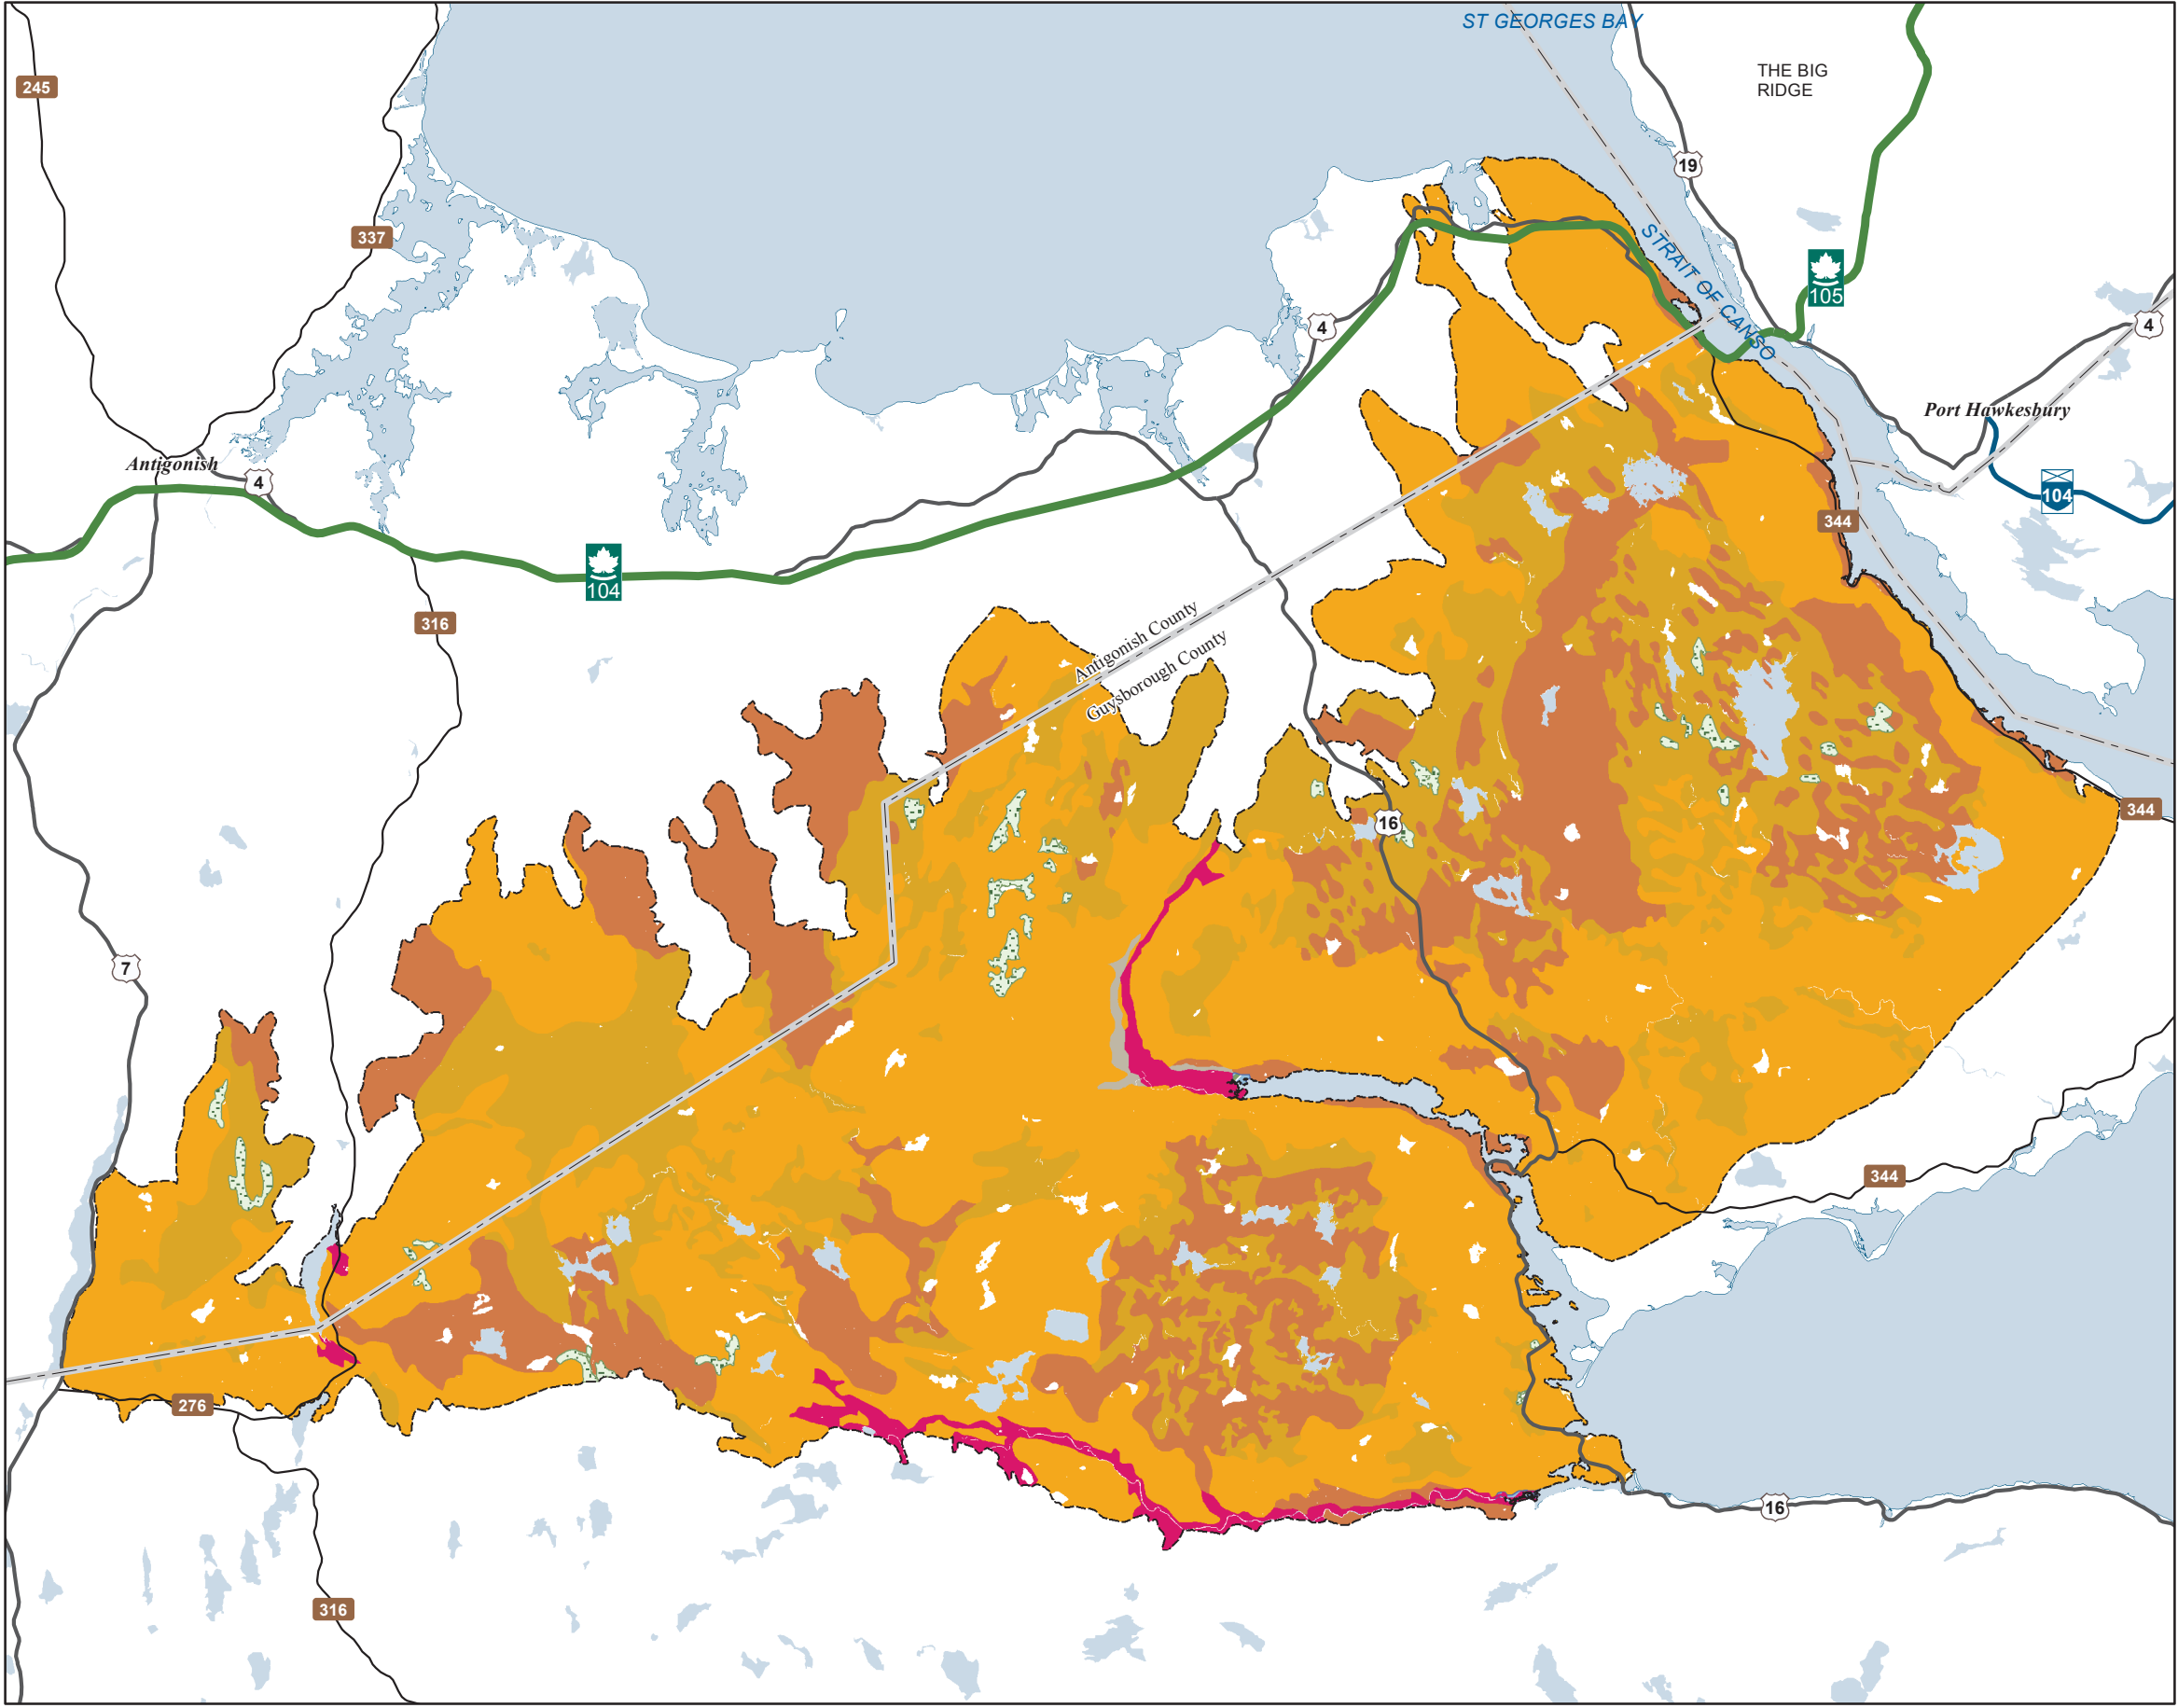 ST GEORGES BAY
THE BIG
RIDGE
245
19
337
STRAIT OF CANSO
105
4
4
Port Hawkesbury
Antigonish
4
104
344
104
316
Antigonish County
Guysborough County
344
16
7
344
276
16
316